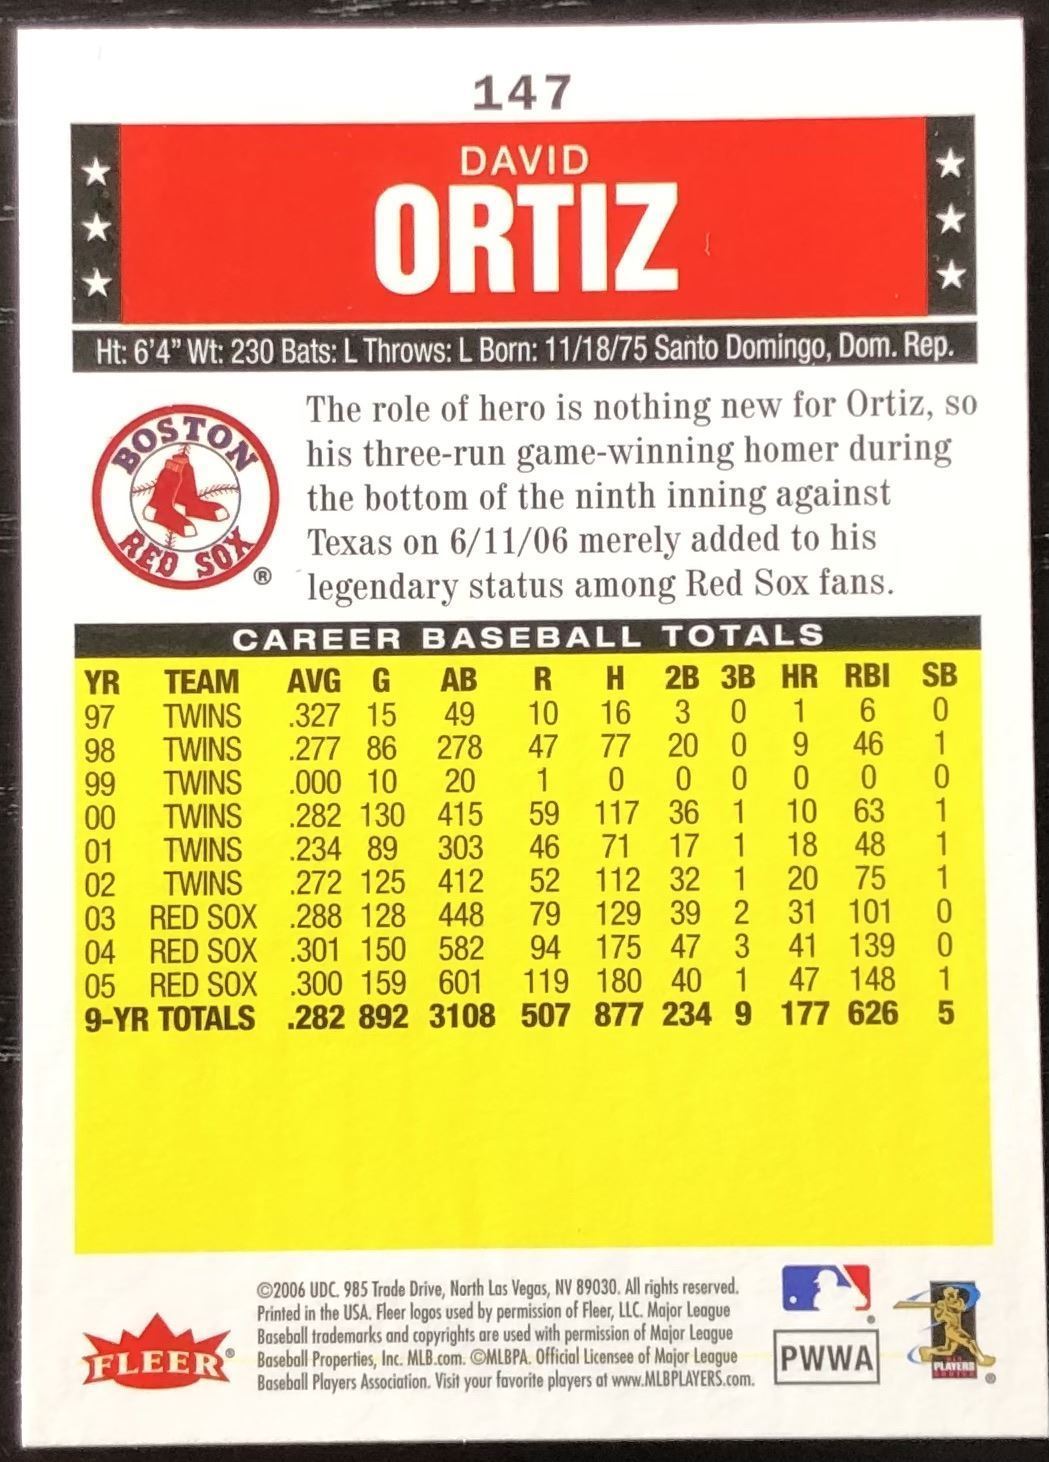 147
DAVID
ORTIZ
Ht: 6'4" Wt: 230 Bats: L Throws: L Born: 11/18/75 Santo Domingo, Dom. Rep.
BOSTON
RED SOX
®
The role of hero is nothing new for Ortiz, so
his three-run game-winning homer during
the bottom of the ninth inning against
Texas on 6/11/06 merely added to his
legendary status among Red Sox fans.
CAREER BASEBALL TOTALS
YR TEAM AVG G AB R H 2B 3B HR RBI SB
97 TWINS .327 15 49 10 16 3 0 1 6 0
98 TWINS .277 86 278 47 77 20 0 9 46 1
99 TWINS .000 10 20 1 0 0 0 0 0 0
00 TWINS .282 130 415 59 117 36 1 10 63 1
01 TWINS .234 89 303 46 71 17 1 18 48 1
02 TWINS .272 125 412 52 112 32 1 20 75 1
03 RED SOX .288 128 448 79 129 39 2 31 101 0
04 RED SOX .301 150 582 94 175 47 3 41 139 0
05 RED SOX .300 159 601 119 180 40 1 47 148 1
9-YR TOTALS .282 892 3108 507 877 234 9 177 626 5
©2006 UDC. 985 Trade Drive, North Las Vegas, NV 89030. All rights reserved.
Printed in the USA. Fleer logos used by permission of Fleer, LLC. Major League
Baseball trademarks and copyrights are used with permission of Major League
Baseball Properties, Inc. MLB.com. ©MLBPA. Official Licensee of Major League
Baseball Players Association. Visit your favorite players at www.MLBPLAYERS.com.
FLEER®
PWWA
PLAYERS